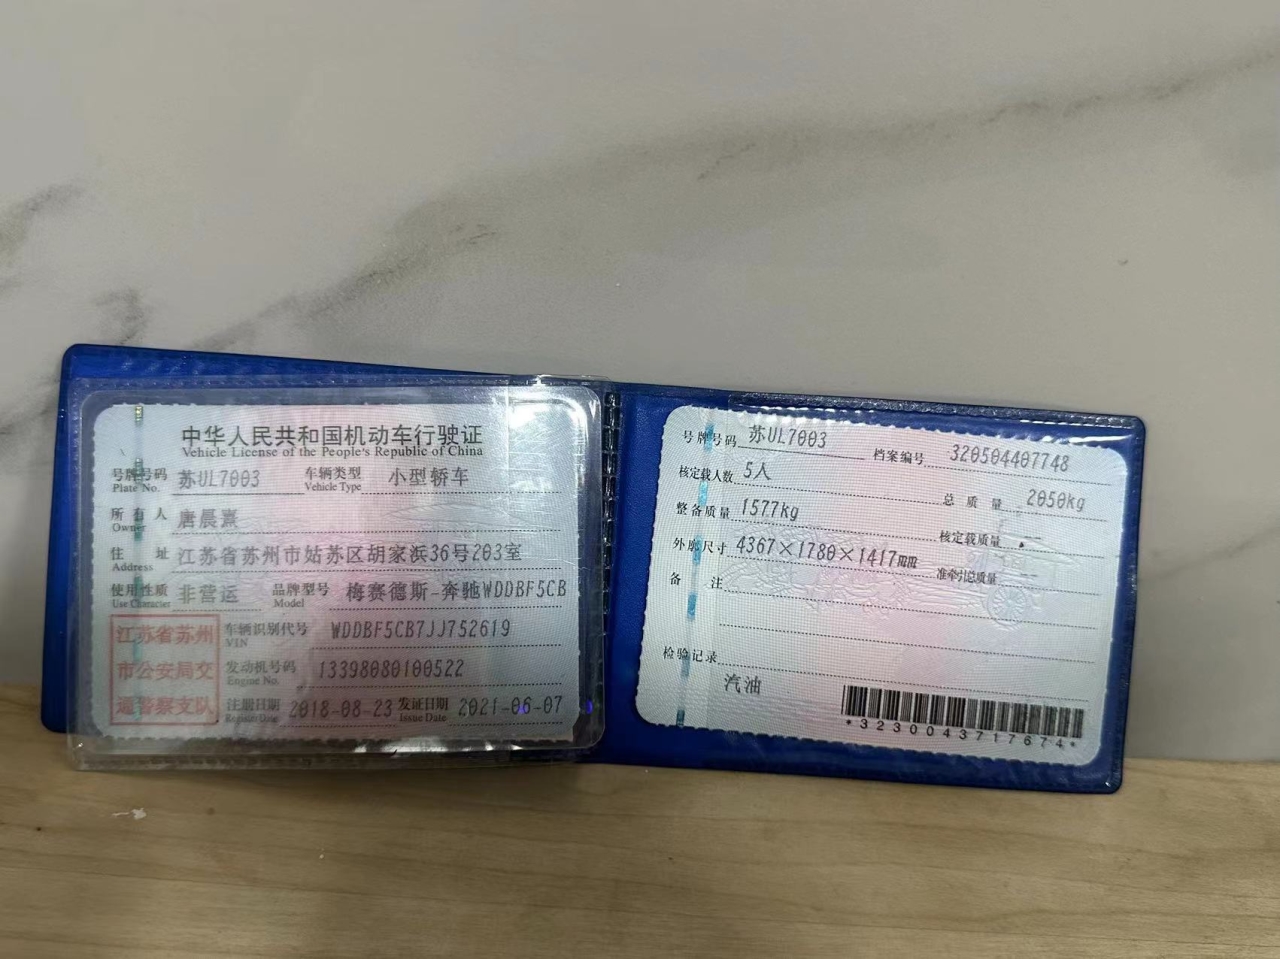 中华人民共和国机动车行驶证
Vehicle License of the People's Republic of China
号牌号码 苏UL7003 车辆类型 小型轿车
Plate No. Vehicle Type
所有人 唐晨熹
Owner
住址 江苏省苏州市姑苏区胡家浜36号203室
Address
使用性质 非营运 品牌型号 梅赛德斯-奔驰WDDBF5CB
Use Character Model
江苏省苏州
市公安局交
通警察支队
车辆识别代号 WDDBF5CB7JJ752619
VIN
发动机号码 13398080100522
Engine No.
注册日期 2018-08-23 发证日期 2021-06-07
Register Date Issue Date
号牌号码 苏UL7003 档案编号 320504407748
核定载人数 5人 总质量 2050kg
整备质量 1577kg 核定载质量 --
外廓尺寸 4367×1780×1417mm 准牵引总质量 --
备注
检验记录
汽油
*3230043717674*